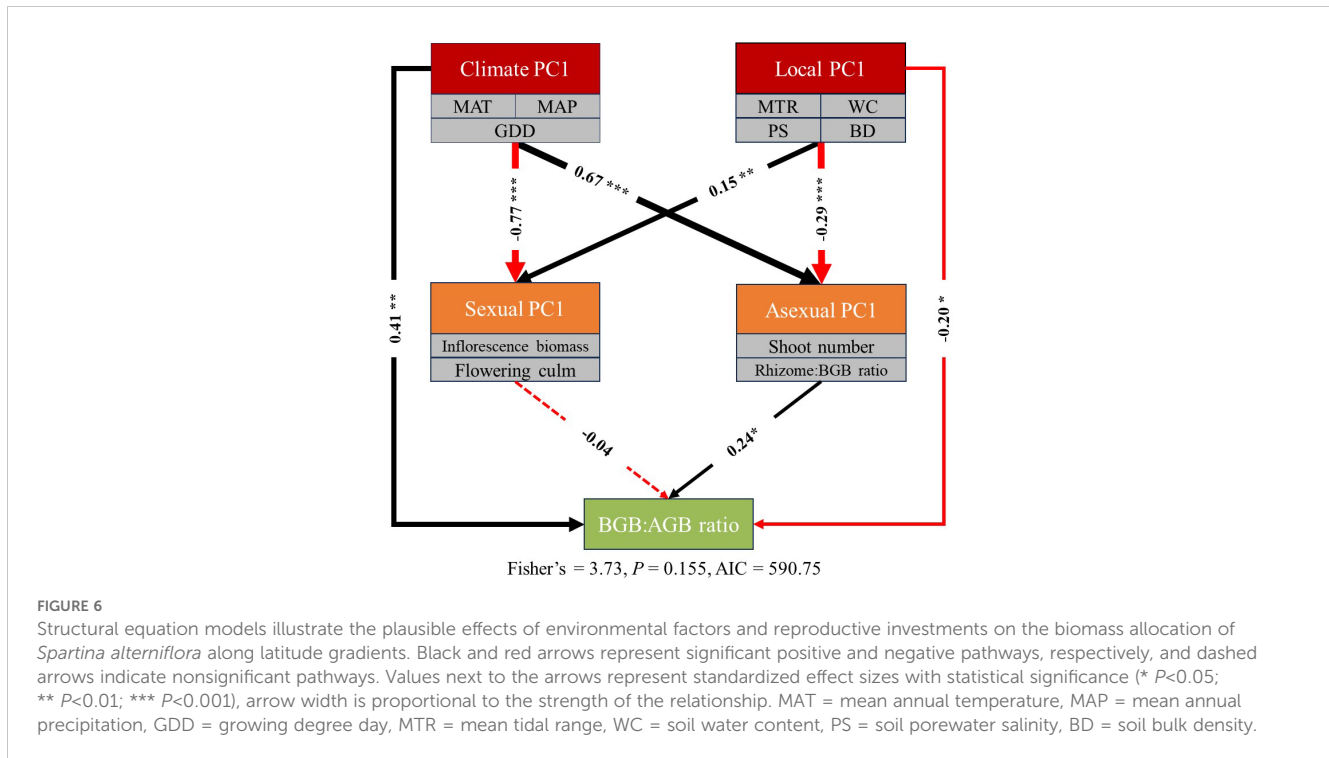 Climate PC1
Local PC1
MAT MAP
MTR WC
GDD
PS BD
-0.77 ***
0.67 ***
0.15 **
-0.29 ***
0.41 **
-0.20 *
Sexual PC1
Asexual PC1
Inflorescence biomass
Shoot number
Flowering culm
Rhizome:BGB ratio
-0.04
0.24*
BGB:AGB ratio
Fisher's = 3.73, P = 0.155, AIC = 590.75
FIGURE 6
Structural equation models illustrate the plausible effects of environmental factors and reproductive investments on the biomass allocation of
Spartina alterniflora along latitude gradients. Black and red arrows represent significant positive and negative pathways, respectively, and dashed
arrows indicate nonsignificant pathways. Values next to the arrows represent standardized effect sizes with statistical significance (* P<0.05;
** P<0.01; *** P<0.001), arrow width is proportional to the strength of the relationship. MAT = mean annual temperature, MAP = mean annual
precipitation, GDD = growing degree day, MTR = mean tidal range, WC = soil water content, PS = soil porewater salinity, BD = soil bulk density.